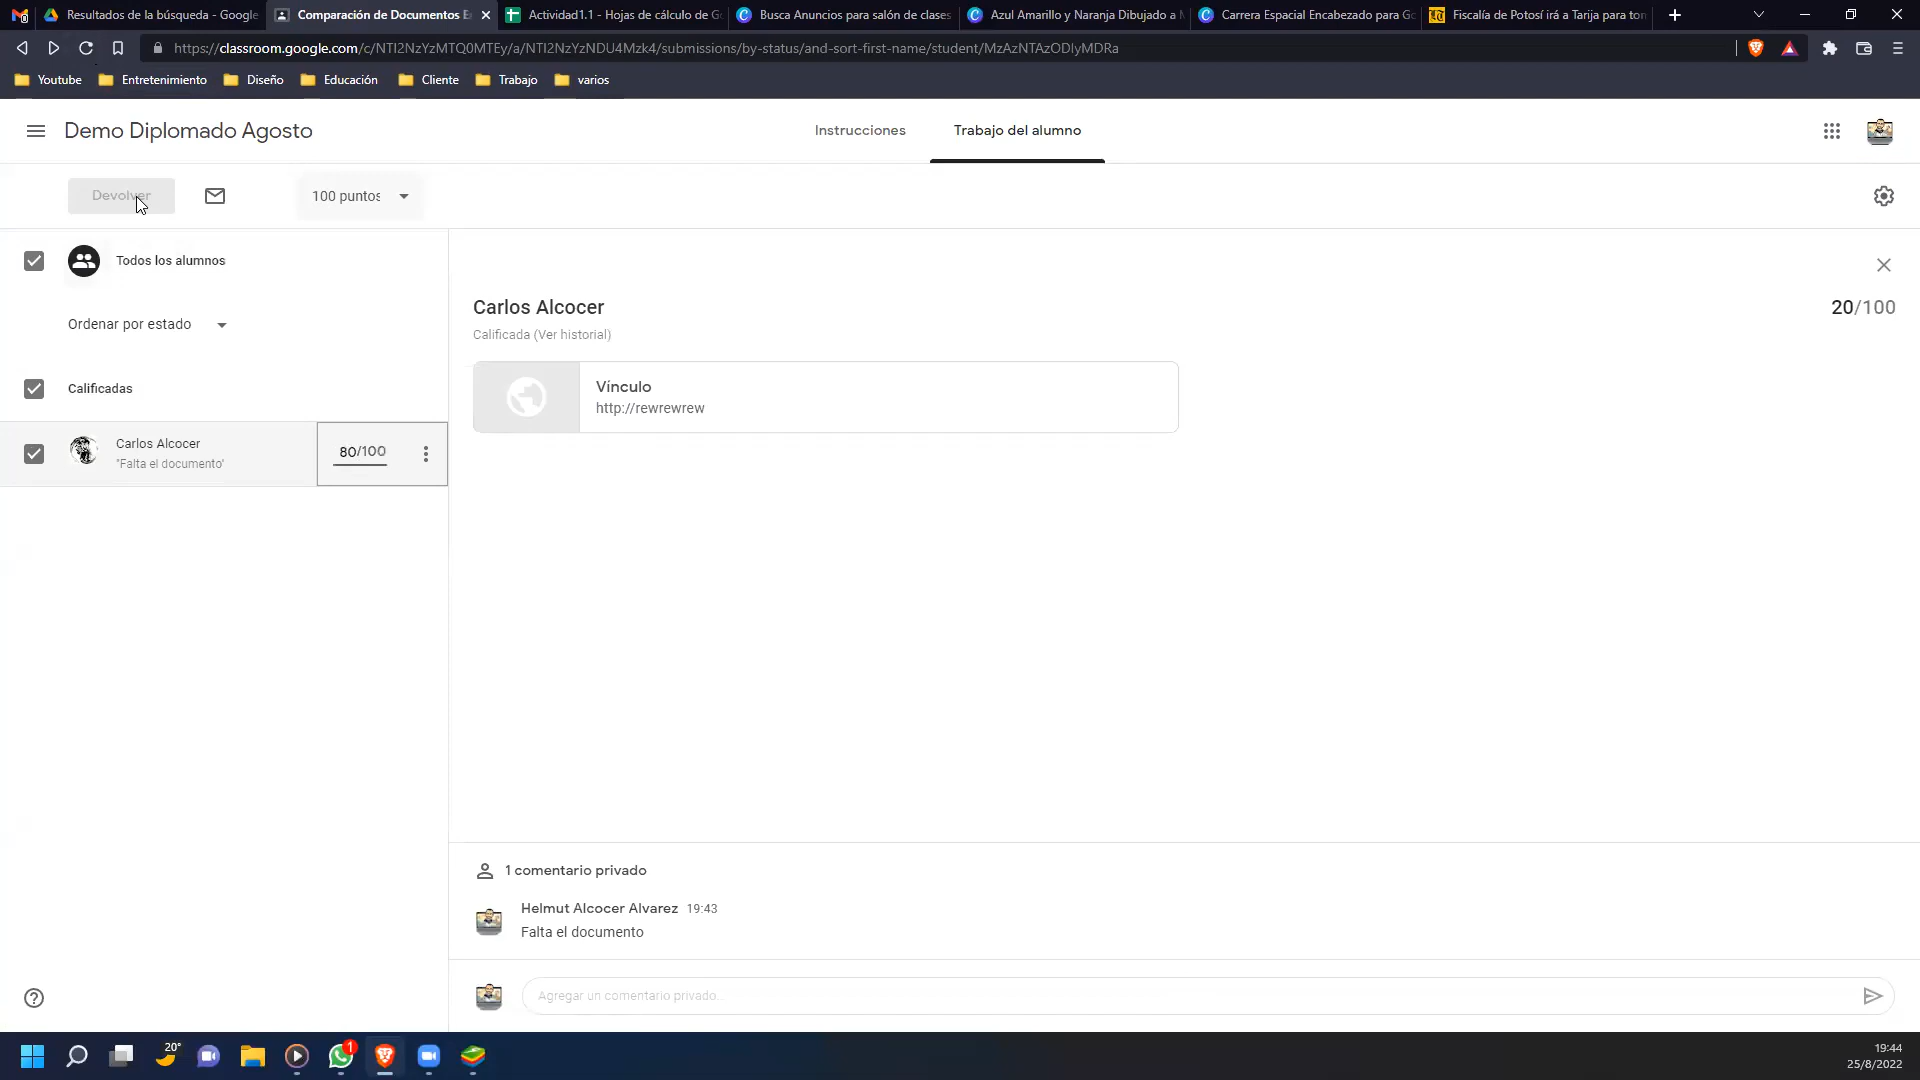 Resultados de la búsqueda - Google
Comparación de Documentos E
Actividad1.1 - Hojas de cálculo de Go
Busca Anuncios para salón de clases
Azul Amarillo y Naranja Dibujado a M
Carrera Espacial Encabezado para Go
Fiscalía de Potosí irá a Tarija para tom
https://classroom.google.com/c/NTI2NzYzMTQ0MTEy/a/NTI2NzYzNDU4Mzk4/submissions/by-status/and-sort-first-name/student/MzAzNTAzODIyMDRa
Youtube Entretenimiento Diseño Educación Cliente Trabajo varios
Demo Diplomado Agosto
Instrucciones
Trabajo del alumno
Devolver
100 puntos
Todos los alumnos
Ordenar por estado
Calificadas
Carlos Alcocer
"Falta el documento"
80/100
Carlos Alcocer
20/100
Calificada (Ver historial)
Vínculo
http://rewrewrew
1 comentario privado
Helmut Alcocer Alvarez 19:43
Falta el documento
Agregar un comentario privado...
20°
1
19:44
25/8/2022